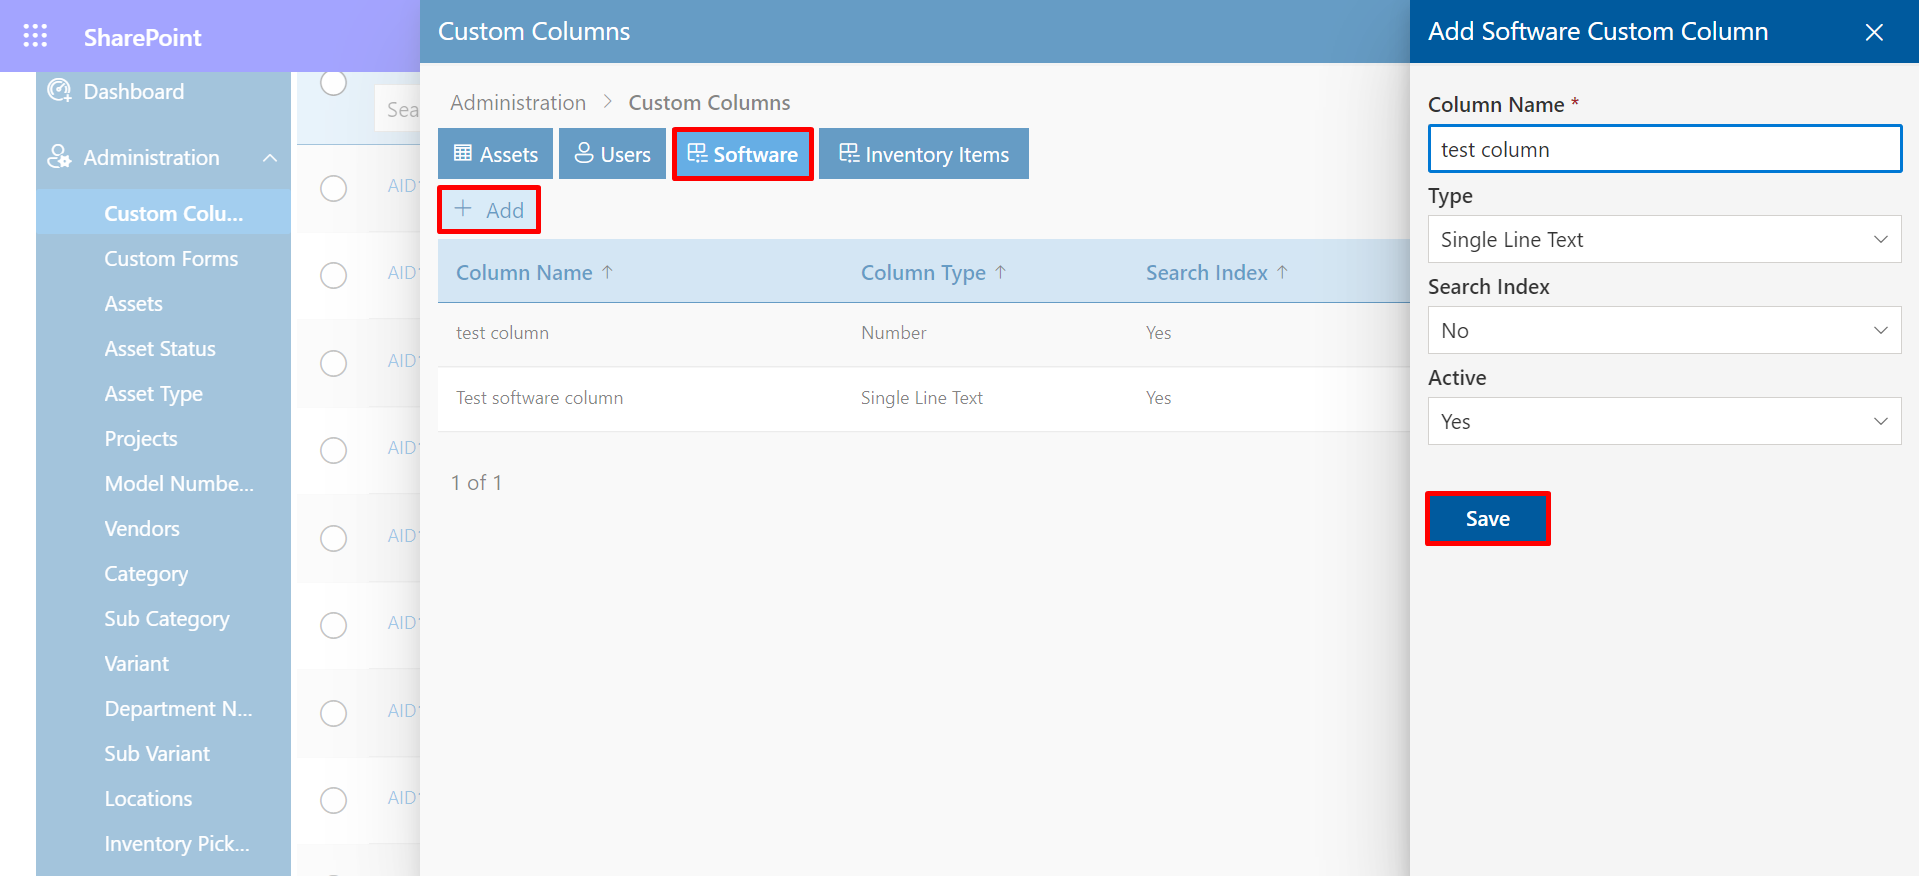 SharePoint
Dashboard
Administration
Custom Colu...
Custom Forms
Assets
Asset Status
Asset Type
Projects
Model Numbe...
Vendors
Category
Sub Category
Variant
Department N...
Sub Variant
Locations
Inventory Pick...
Sea
AID
AID
AID
AID
AID
AID
AID
AID
Custom Columns
Administration > Custom Columns
Assets Users Software Inventory Items
+ Add
Column Name ↑ Column Type ↑ Search Index ↑
test column Number Yes
Test software column Single Line Text Yes
1 of 1
Add Software Custom Column
Column Name *
test column
Type
Single Line Text
Search Index
No
Active
Yes
Save